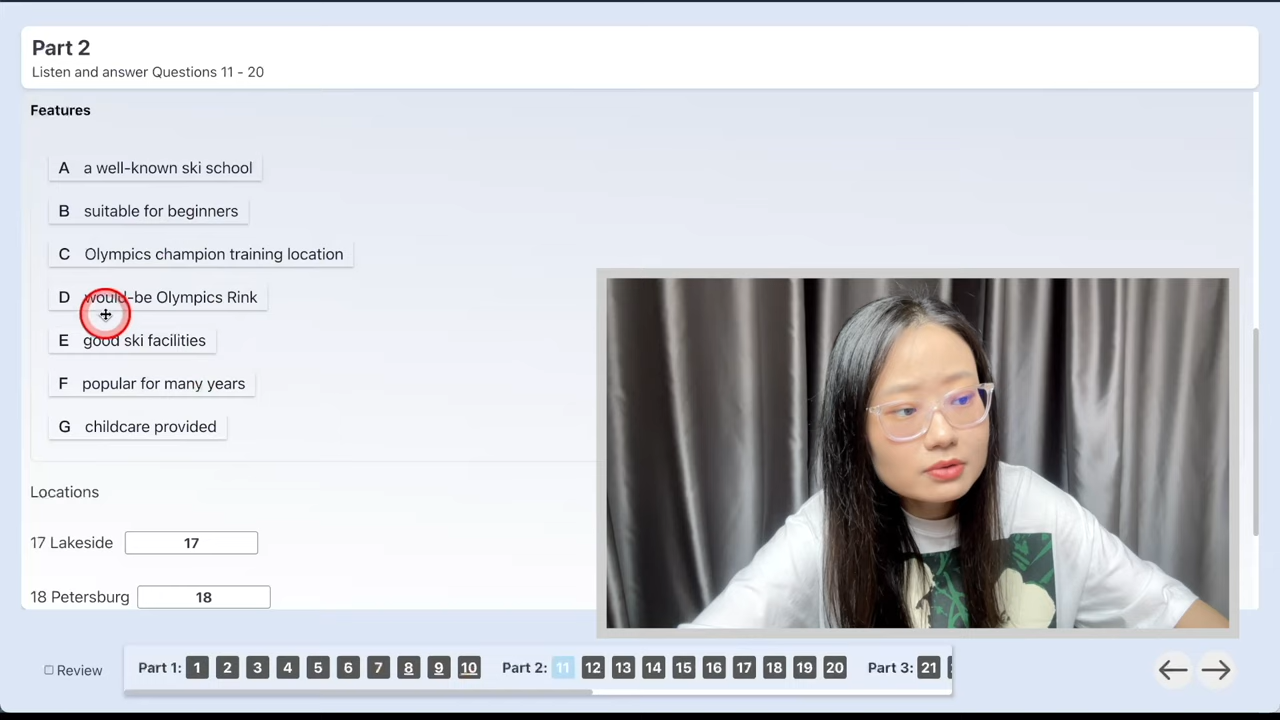 Part 2
Listen and answer Questions 11 - 20
Features
A a well-known ski school
B suitable for beginners
C Olympics champion training location
D would-be Olympics Rink
E good ski facilities
F popular for many years
G childcare provided
Locations
17 Lakeside 17
18 Petersburg 18
Review Part 1: 1 2 3 4 5 6 7 8 9 10 Part 2: 11 12 13 14 15 16 17 18 19 20 Part 3: 21